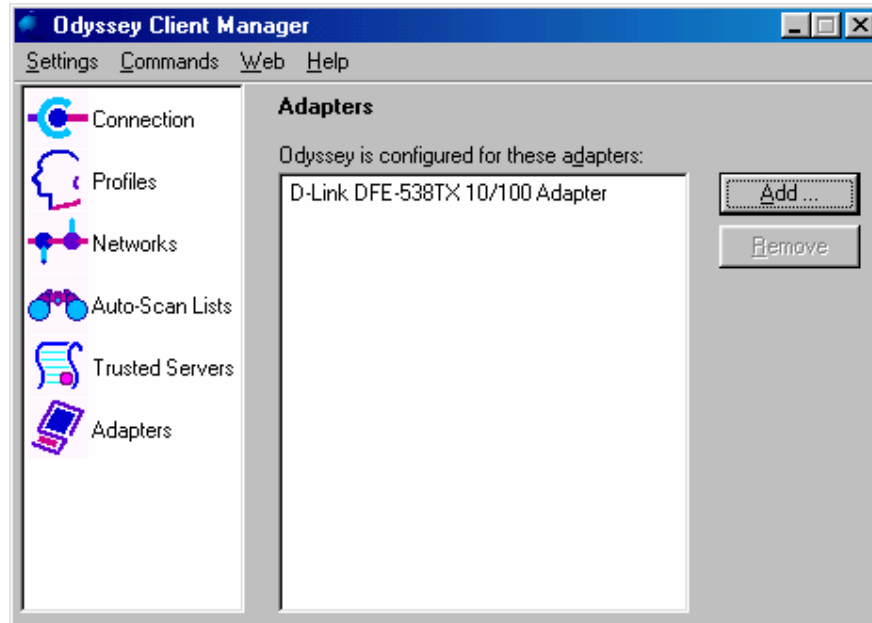 Odyssey Client Manager
Settings Commands Web Help
Connection
Profiles
Networks
Auto-Scan Lists
Trusted Servers
Adapters
Adapters
Odyssey is configured for these adapters:
D-Link DFE-538TX 10/100 Adapter
Add ...
Remove